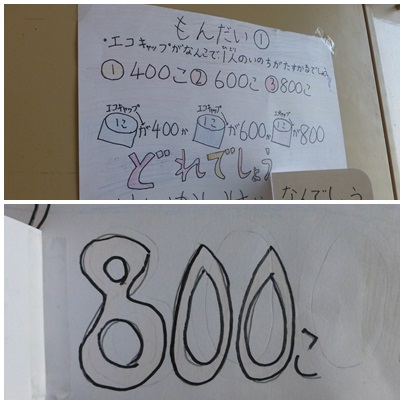 もんだい①
・エコキャップがなんこで1人のいのちがたすかるでしょう
①400こ②600こ③800こ
エコキャップ エコキャップ エコキャップ
1こが400か 1こが600か 1こが800
どれでしょう
なんでしょう
800こ